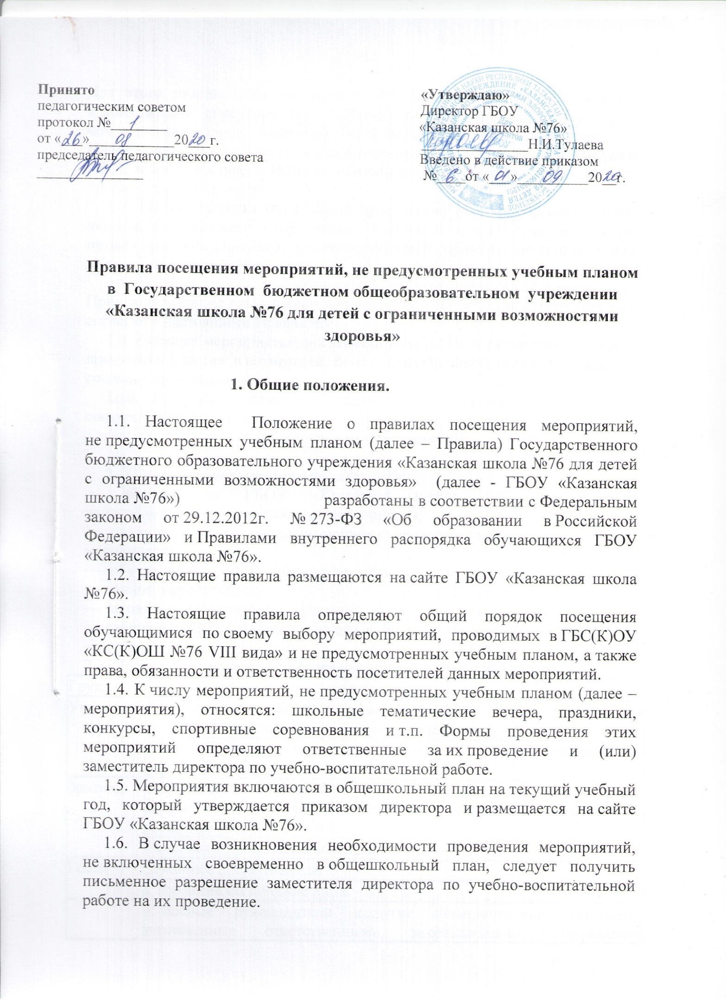 Принято
педагогическим советом
протокол № 1
от «26» 08 2020 г.
председатель педагогического совета
«Утверждаю»
Директор ГБОУ
«Казанская школа №76»
Н.И.Тулаева
Введено в действие приказом
№ 6 от «01» 09 2020г.
Правила посещения мероприятий, не предусмотренных учебным планом
в Государственном бюджетном общеобразовательном учреждении
«Казанская школа №76 для детей с ограниченными возможностями
здоровья»
1. Общие положения.
1.1. Настоящее Положение о правилах посещения мероприятий,
не предусмотренных учебным планом (далее – Правила) Государственного
бюджетного образовательного учреждения «Казанская школа №76 для детей
с ограниченными возможностями здоровья» (далее - ГБОУ «Казанская
школа №76») разработаны в соответствии с Федеральным
законом от 29.12.2012г. № 273-ФЗ «Об образовании в Российской
Федерации» и Правилами внутреннего распорядка обучающихся ГБОУ
«Казанская школа №76».
1.2. Настоящие правила размещаются на сайте ГБОУ «Казанская школа
№76».
1.3. Настоящие правила определяют общий порядок посещения
обучающимися по своему выбору мероприятий, проводимых в ГБС(К)ОУ
«КС(К)ОШ №76 VIII вида» и не предусмотренных учебным планом, а также
права, обязанности и ответственность посетителей данных мероприятий.
1.4. К числу мероприятий, не предусмотренных учебным планом (далее –
мероприятия), относятся: школьные тематические вечера, праздники,
конкурсы, спортивные соревнования и т.п. Формы проведения этих
мероприятий определяют ответственные за их проведение и (или)
заместитель директора по учебно-воспитательной работе.
1.5. Мероприятия включаются в общешкольный план на текущий учебный
год, который утверждается приказом директора и размещается на сайте
ГБОУ «Казанская школа №76».
1.6. В случае возникновения необходимости проведения мероприятий,
не включенных своевременно в общешкольный план, следует получить
письменное разрешение заместителя директора по учебно-воспитательной
работе на их проведение.